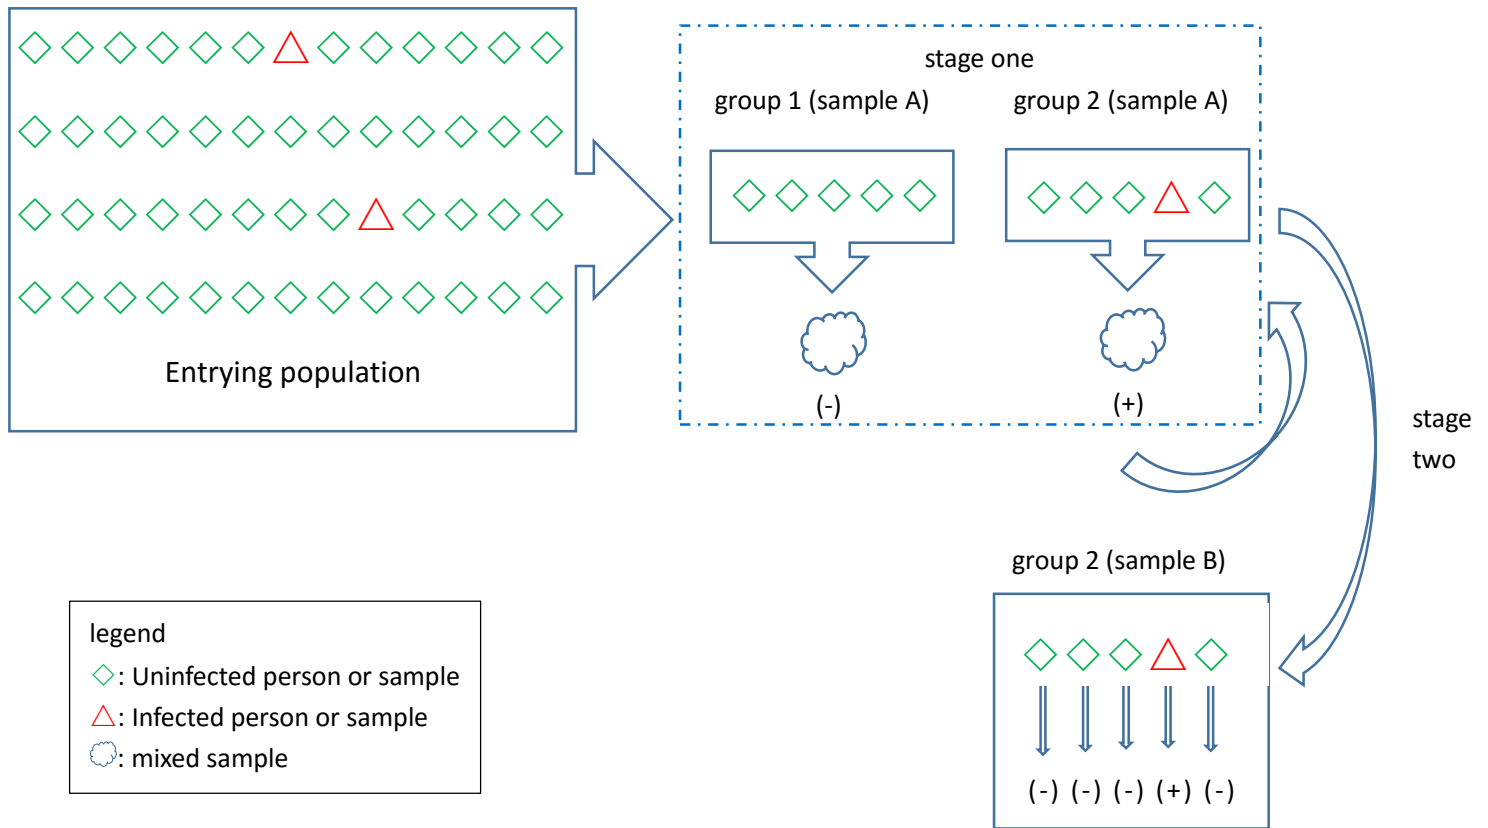 stage one
group 1 (sample A)
group 2 (sample A)
Entrying population
(-)
(+)
stage
two
group 2 (sample B)
legend
: Uninfected person or sample
: Infected person or sample
: mixed sample
(-) (-) (-) (+) (-)